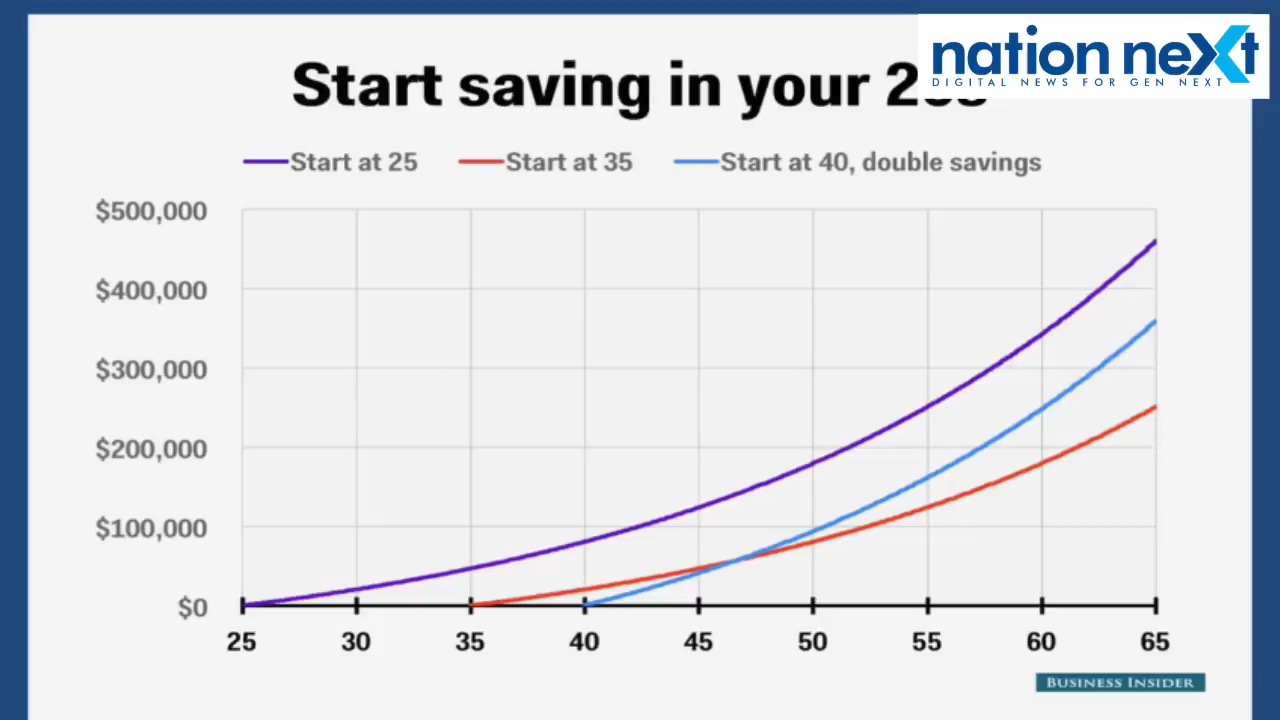 nation next
DIGITAL NEWS FOR GEN NEXT
Start saving in your
Start at 25 Start at 35 Start at 40, double savings
$500,000
$400,000
$300,000
$200,000
$100,000
$0
25 30 35 40 45 50 55 60 65
BUSINESS INSIDER